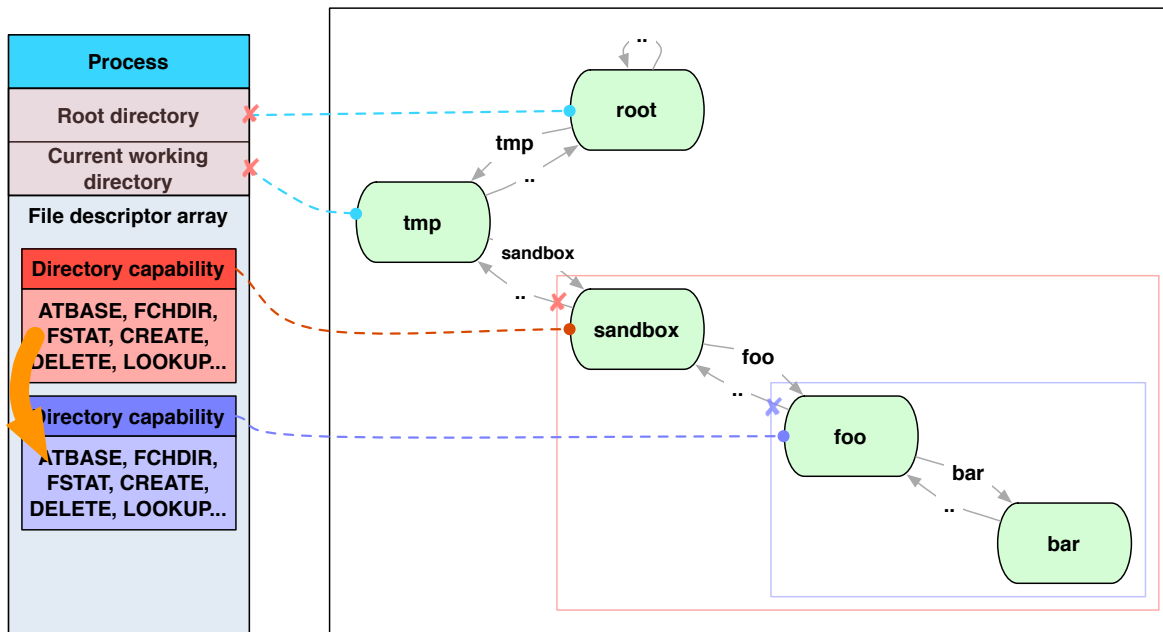 Process
Root directory
Current working
directory
File descriptor array
Directory capability
ATBASE, FCHDIR,
FSTAT, CREATE,
DELETE, LOOKUP...
Directory capability
ATBASE, FCHDIR,
FSTAT, CREATE,
DELETE, LOOKUP...
..
root
tmp
..
tmp
sandbox
..
sandbox
foo
..
foo
bar
..
bar